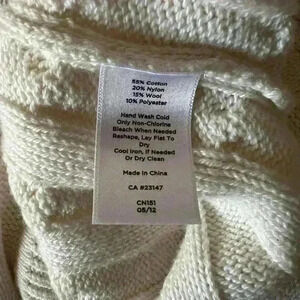 55% Cotton
20% Nylon
15% Wool
10% Polyester
Hand Wash Cold
Only Non-Chlorine
Bleach When Needed
Reshape, Lay Flat To
Dry
Cool Iron, If Needed
Or Dry Clean
Made In China
CA #23147
CN151
05/12